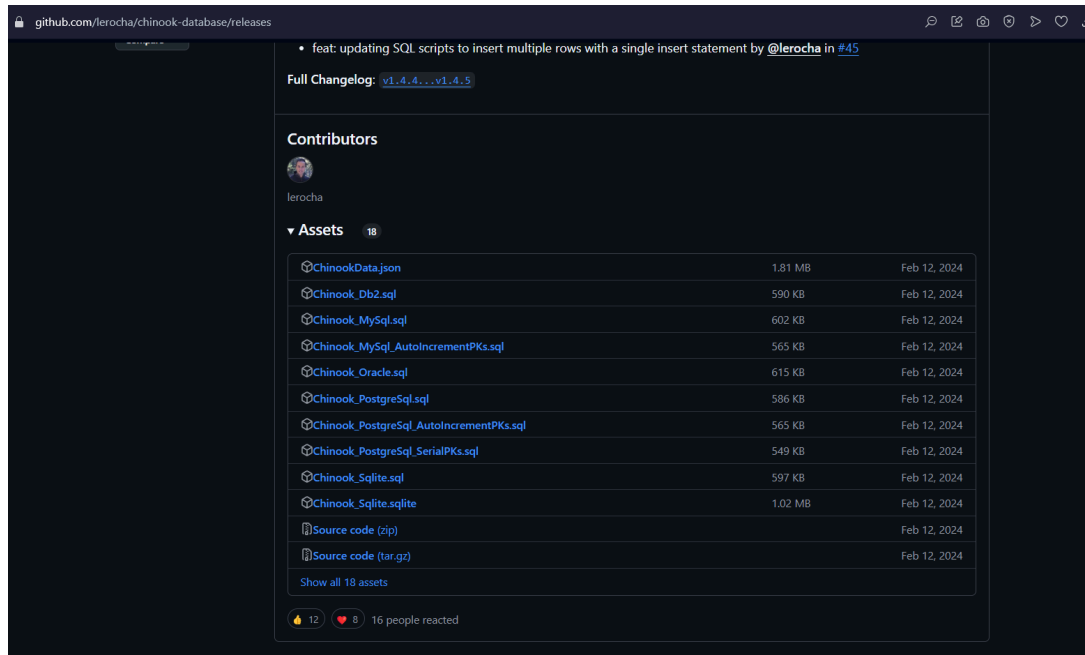 github.com/lerocha/chinook-database/releases
Compare
• feat: updating SQL scripts to insert multiple rows with a single insert statement by @lerocha in #45
Full Changelog: v1.4.4...v1.4.5
Contributors
lerocha
Assets 18
ChinookData.json 1.81 MB Feb 12, 2024
Chinook_Db2.sql 590 KB Feb 12, 2024
Chinook_MySql.sql 602 KB Feb 12, 2024
Chinook_MySql_AutoIncrementPKs.sql 565 KB Feb 12, 2024
Chinook_Oracle.sql 615 KB Feb 12, 2024
Chinook_PostgreSql.sql 586 KB Feb 12, 2024
Chinook_PostgreSql_AutoIncrementPKs.sql 565 KB Feb 12, 2024
Chinook_PostgreSql_SerialPKs.sql 549 KB Feb 12, 2024
Chinook_Sqlite.sql 597 KB Feb 12, 2024
Chinook_Sqlite.sqlite 1.02 MB Feb 12, 2024
Source code (zip) Feb 12, 2024
Source code (tar.gz) Feb 12, 2024
Show all 18 assets
12 8 16 people reacted